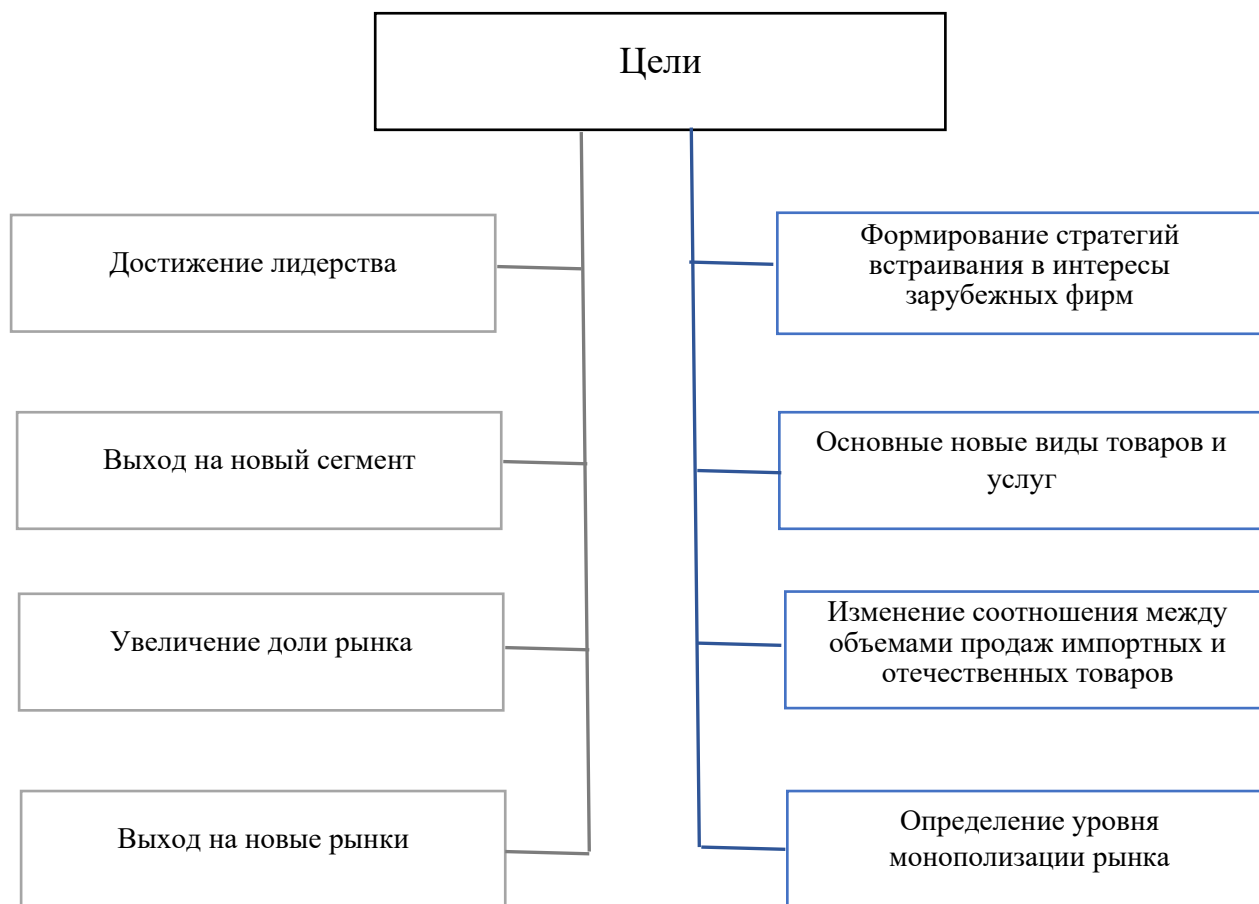 Цели
Достижение лидерства
Формирование стратегий
встраивания в интересы
зарубежных фирм
Выход на новый сегмент
Основные новые виды товаров и
услуг
Увеличение доли рынка
Изменение соотношения между
объемами продаж импортных и
отечественных товаров
Выход на новые рынки
Определение уровня
монополизации рынка